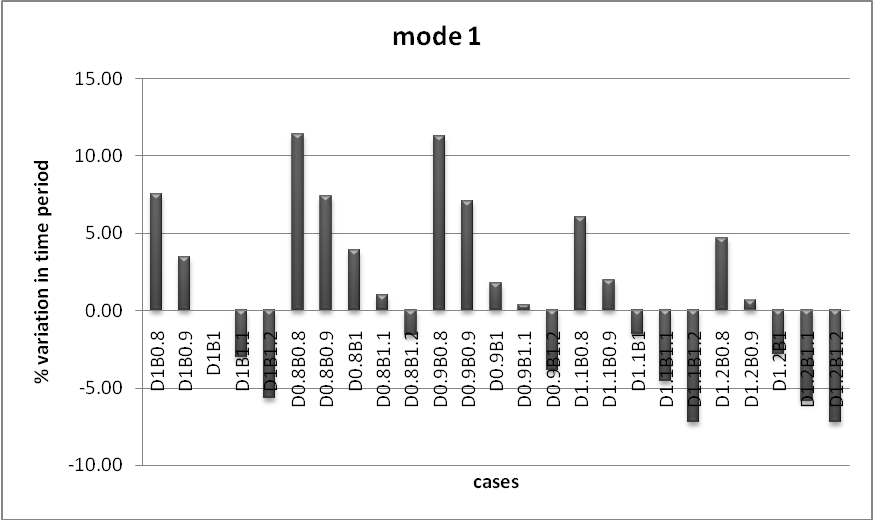 mode 1
15.00
10.00
5.00
0.00
-5.00
-10.00
% variation in time period
D1B0.8
D1B0.9
D1B1
D1B1.1
D1B1.2
D0.8B0.8
D0.8B0.9
D0.8B1
D0.8B1.1
D0.8B1.2
D0.9B0.8
D0.9B0.9
D0.9B1
D0.9B1.1
D0.9B1.2
D1.1B0.8
D1.1B0.9
D1.1B1
D1.1B1.1
D1.1B1.2
D1.2B0.8
D1.2B0.9
D1.2B1
D1.2B1.1
D1.2B1.2
cases